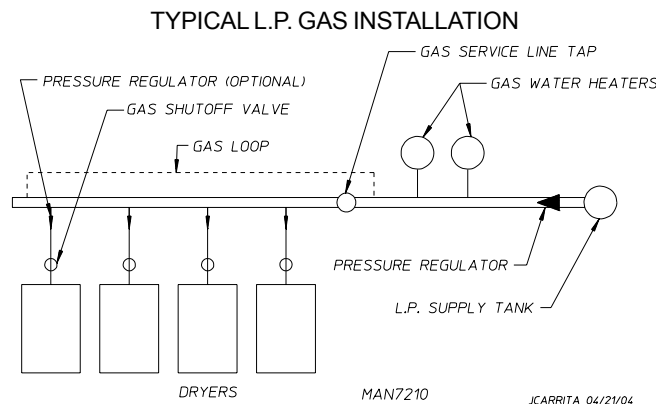 TYPICAL L.P. GAS INSTALLATION
GAS SERVICE LINE TAP
PRESSURE REGULATOR (OPTIONAL)
GAS WATER HEATERS
GAS SHUTOFF VALVE
GAS LOOP
PRESSURE REGULATOR
L.P. SUPPLY TANK
DRYERS
MAN7210
JCARRITA 04/21/04